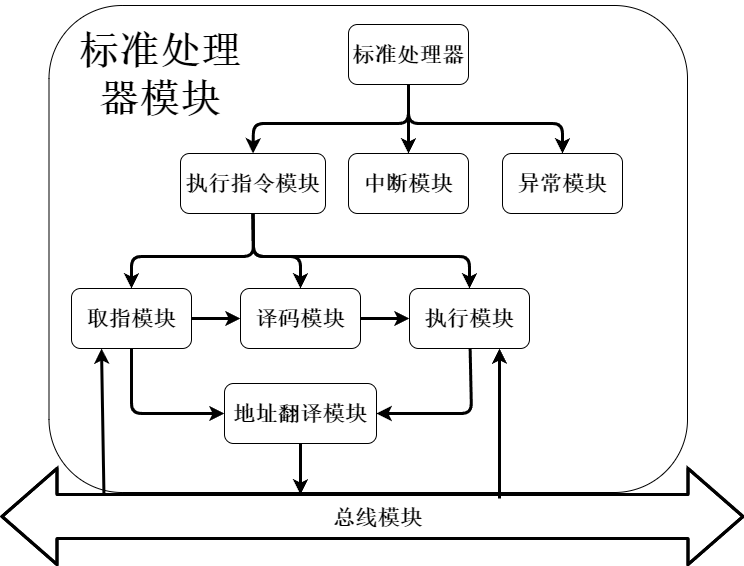 标准处理
器模块
标准处理器
执行指令模块
中断模块
异常模块
取指模块
译码模块
执行模块
地址翻译模块
总线模块